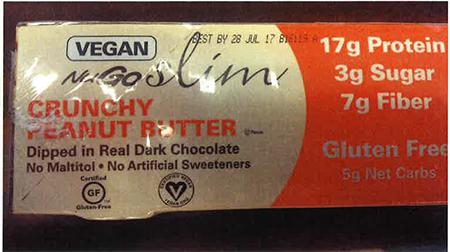 VEGAN
BEST BY 28 JUL 17
NuGo slim
CRUNCHY
PEANUT BUTTER
Dipped in Real Dark Chocolate
No Maltitol • No Artificial Sweeteners
Certified
GF
Gluten-Free
17g Protein
3g Sugar
7g Fiber
Gluten Free
5g Net Carbs